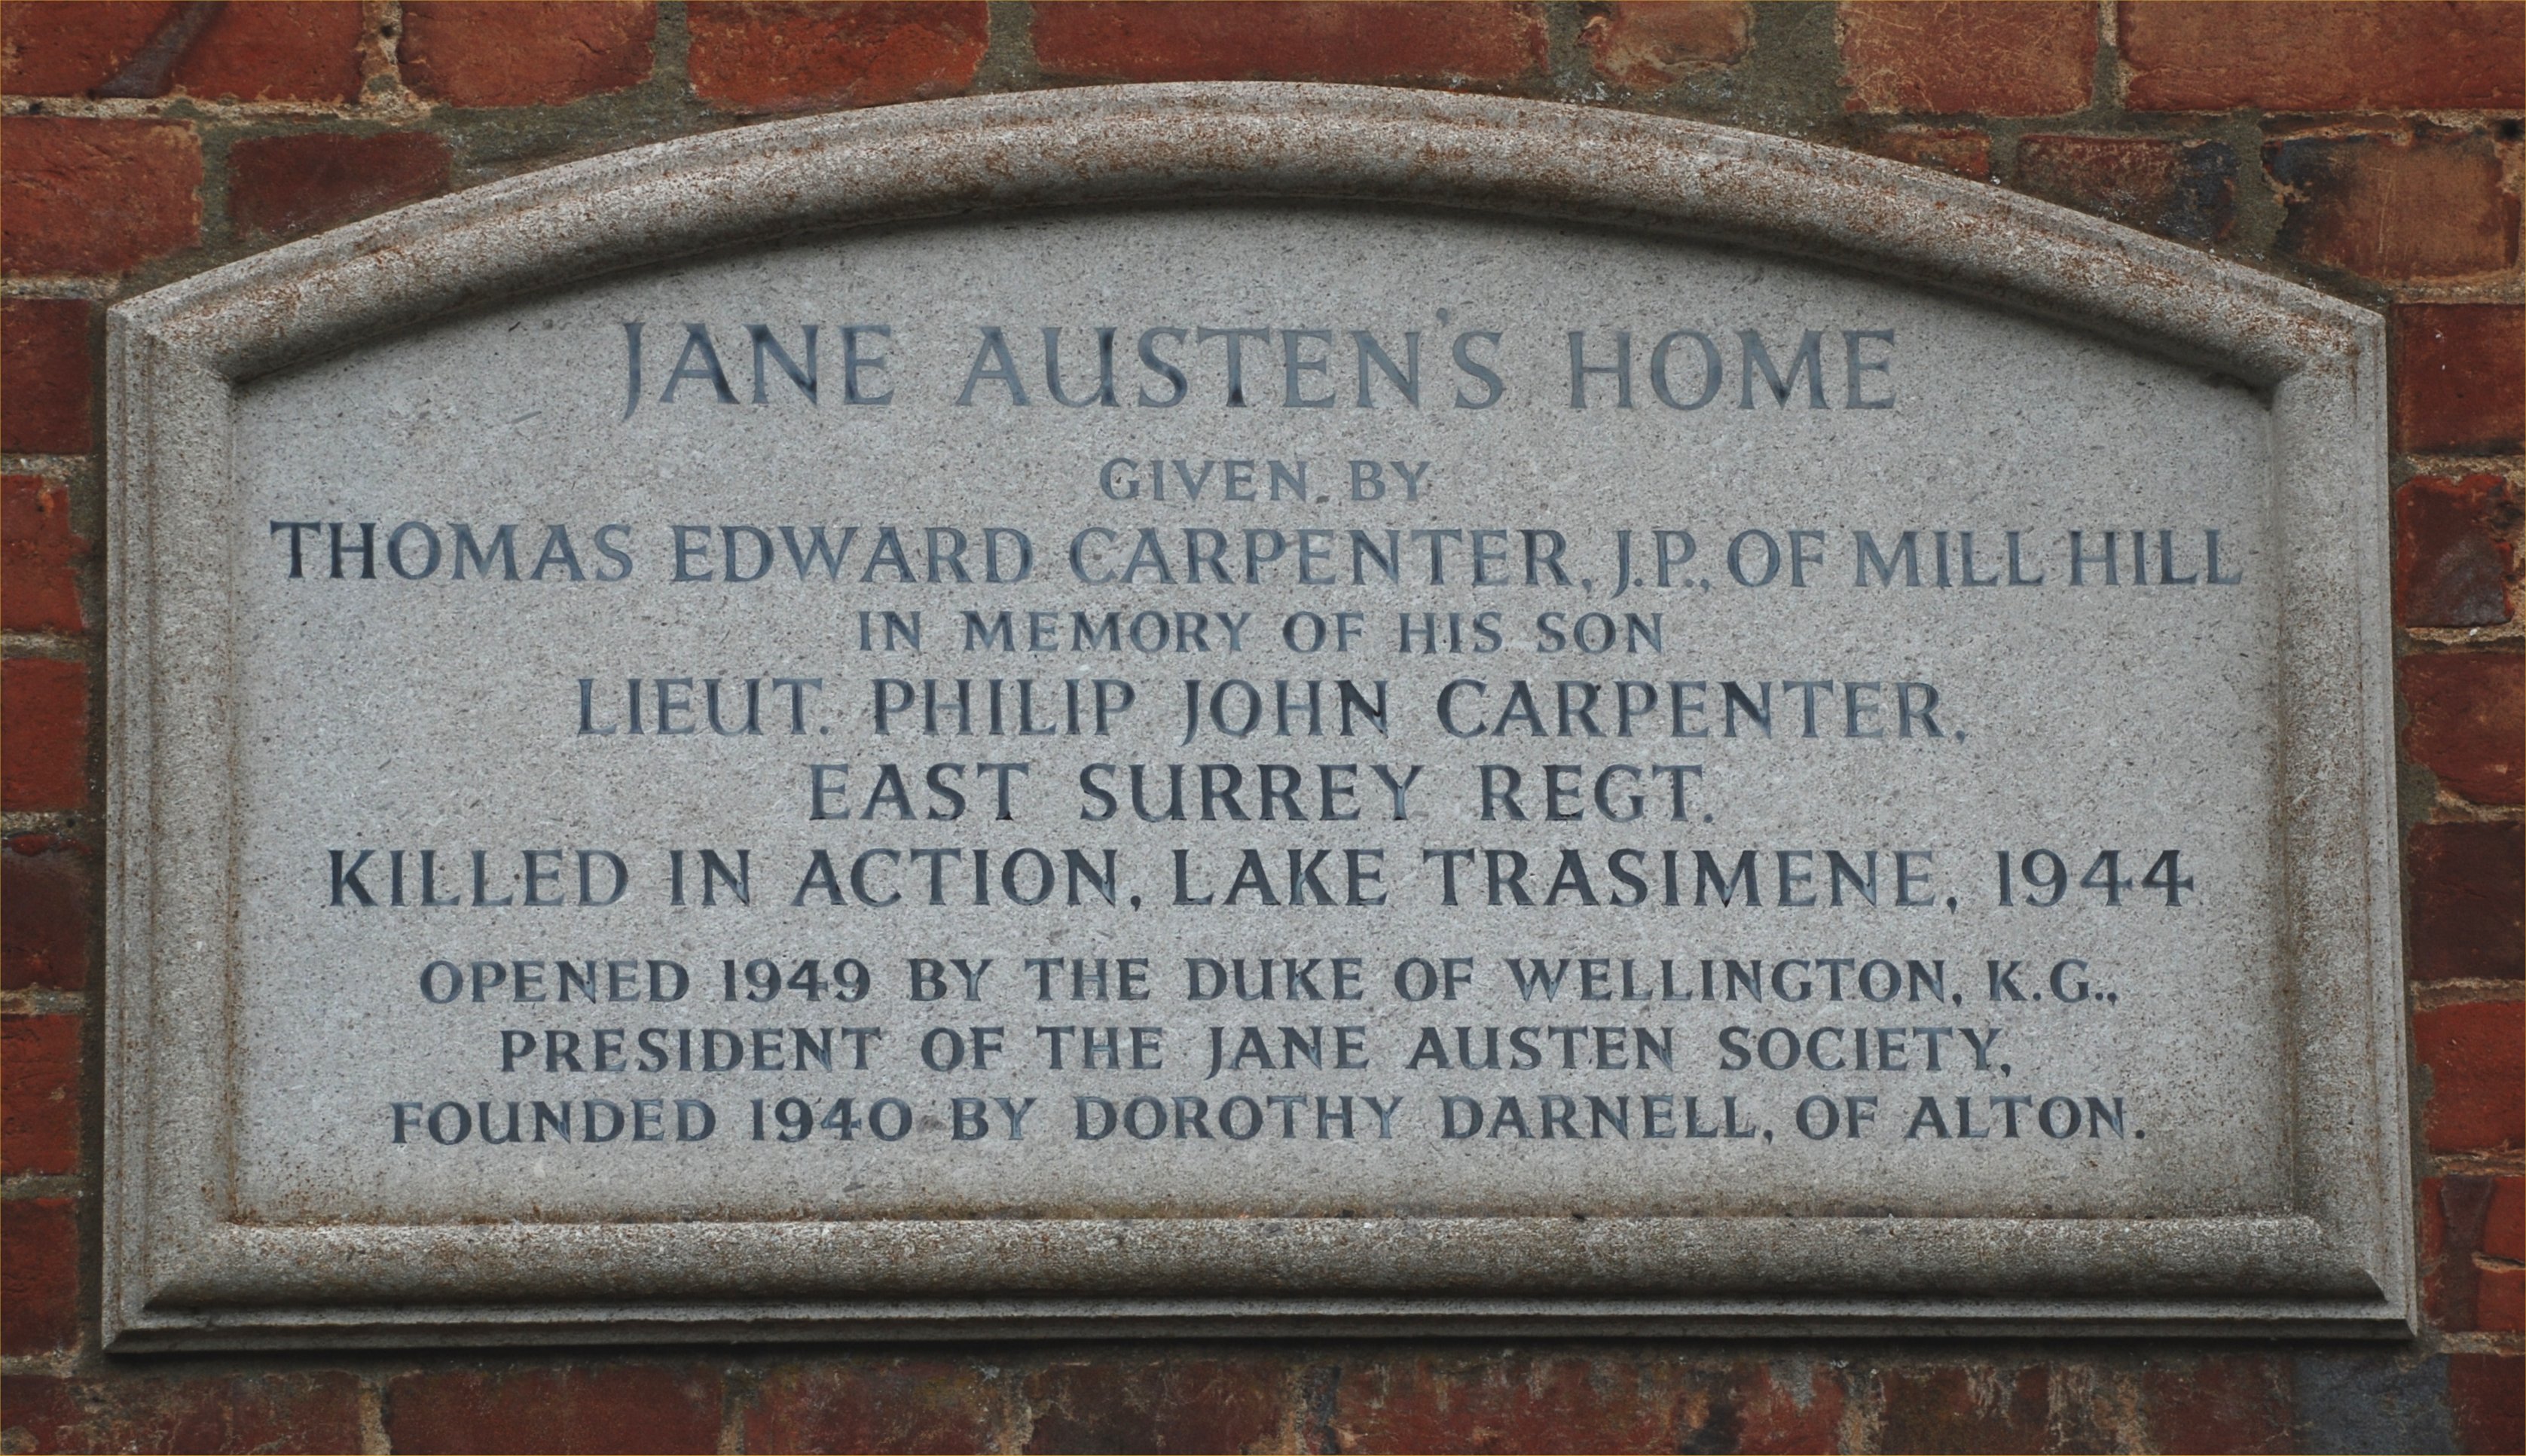 JANE AUSTEN'S HOME
GIVEN BY
THOMAS EDWARD CARPENTER, J.P., OF MILL HILL
IN MEMORY OF HIS SON
LIEUT. PHILIP JOHN CARPENTER,
EAST SURREY REGT.
KILLED IN ACTION, LAKE TRASIMENE, 1944
OPENED 1949 BY THE DUKE OF WELLINGTON, K.G.,
PRESIDENT OF THE JANE AUSTEN SOCIETY,
FOUNDED 1940 BY DOROTHY DARNELL, OF ALTON.